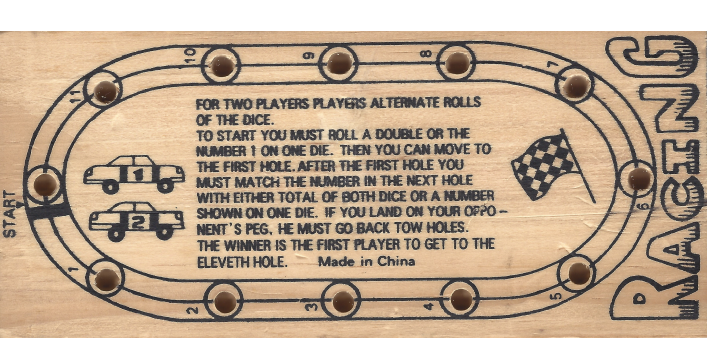 FOR TWO PLAYERS PLAYERS ALTERNATE ROLLS
OF THE DICE.
TO START YOU MUST ROLL A DOUBLE OR THE
NUMBER 1 ON ONE DIE. THEN YOU CAN MOVE TO
THE FIRST HOLE. AFTER THE FIRST HOLE YOU
MUST MATCH THE NUMBER IN THE NEXT HOLE
WITH EITHER TOTAL OF BOTH DICE OR A NUMBER
SHOWN ON ONE DIE. IF YOU LAND ON YOUR OPPO -
NENT'S PEG, HE MUST GO BACK TOW HOLES.
THE WINNER IS THE FIRST PLAYER TO GET TO THE
ELEVETH HOLE. Made in China
RACING
START
1
2
3
4
5
6
7
8
9
10
11
1
2